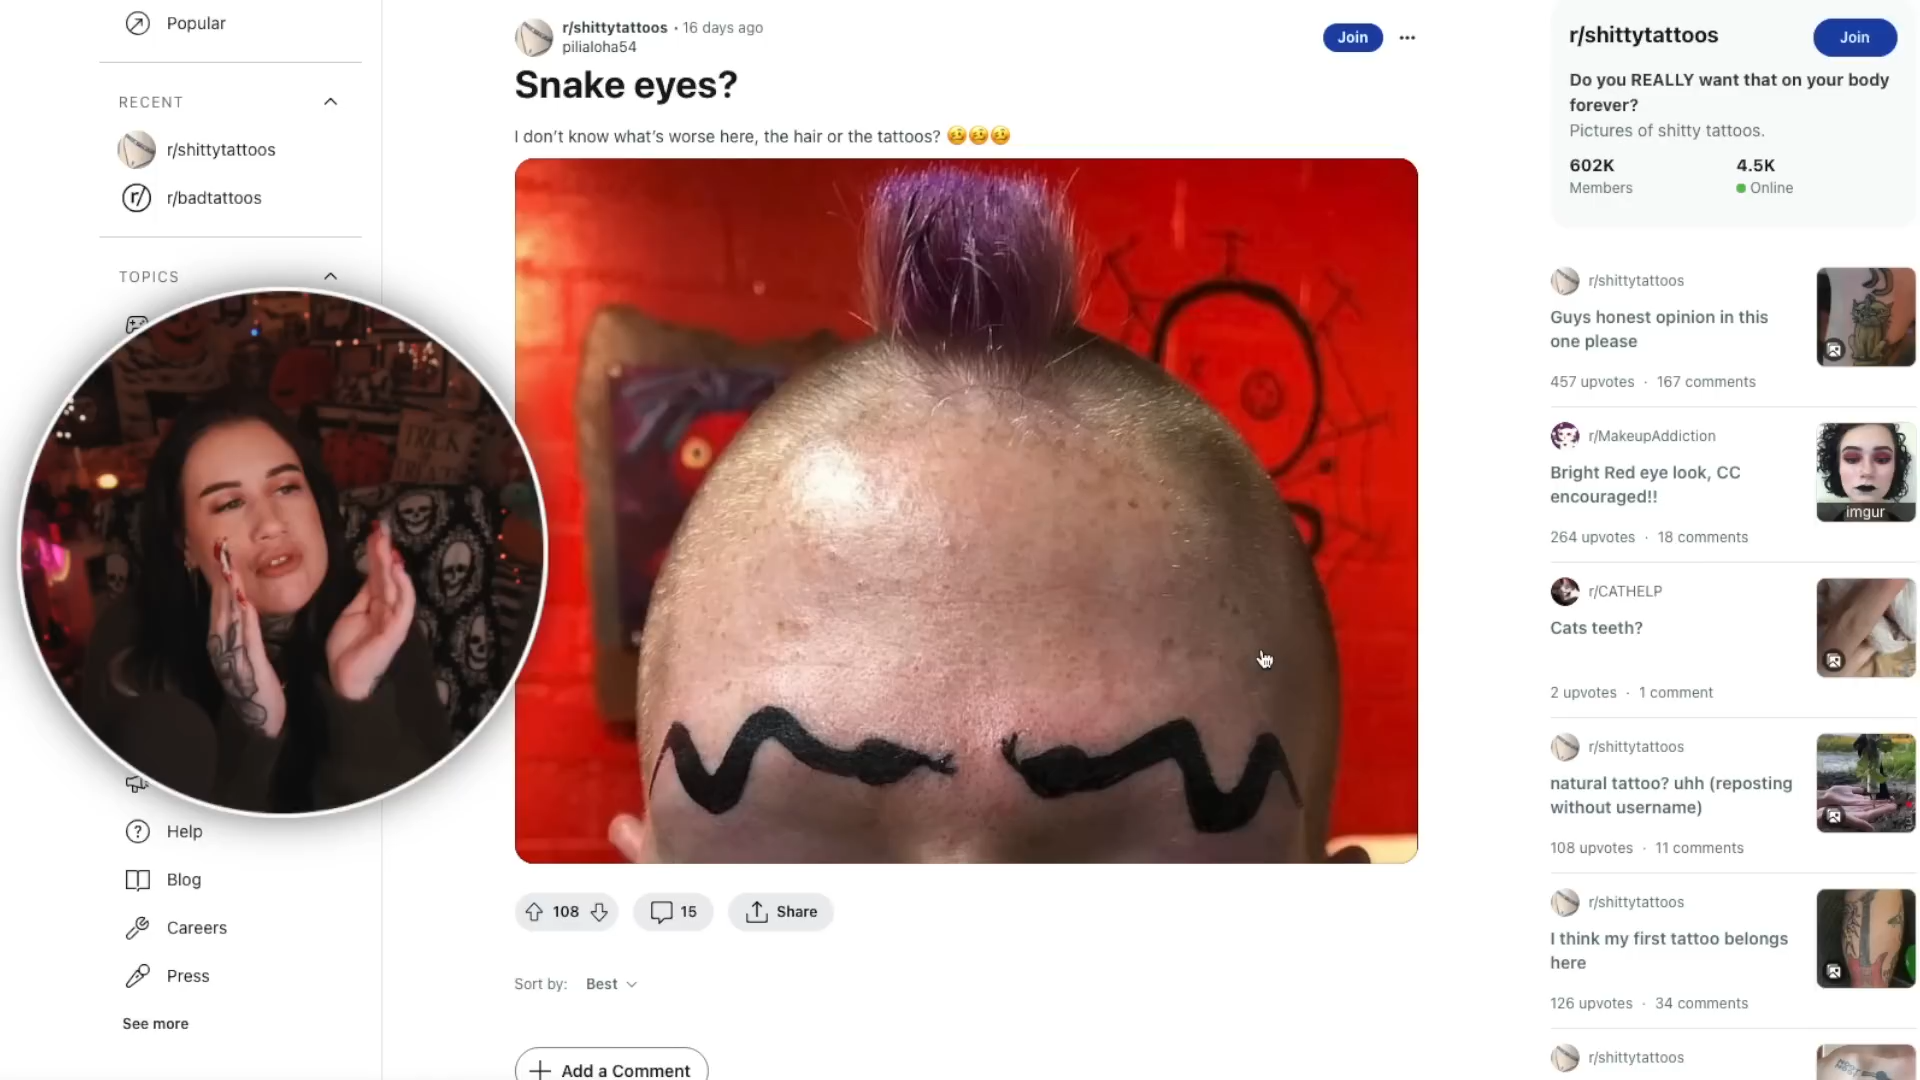 Popular
RECENT
r/shittytattoos
r/badtattoos
TOPICS
Help
Blog
Careers
Press
See more
r/shittytattoos · 16 days ago
pilialoha54
Join
Snake eyes?
I don't know what's worse here, the hair or the tattoos? 🥴🥴🥴
TRICK
TREAT
108
15
Share
Sort by: Best
Add a Comment
r/shittytattoos
Join
Do you REALLY want that on your body
forever?
Pictures of shitty tattoos.
602K
Members
4.5K
Online
r/shittytattoos
Guys honest opinion in this
one please
457 upvotes · 167 comments
r/MakeupAddiction
Bright Red eye look, CC
encouraged!!
imgur
264 upvotes · 18 comments
r/CATHELP
Cats teeth?
2 upvotes · 1 comment
r/shittytattoos
natural tattoo? uhh (reposting
without username)
108 upvotes · 11 comments
r/shittytattoos
I think my first tattoo belongs
here
126 upvotes · 34 comments
r/shittytattoos